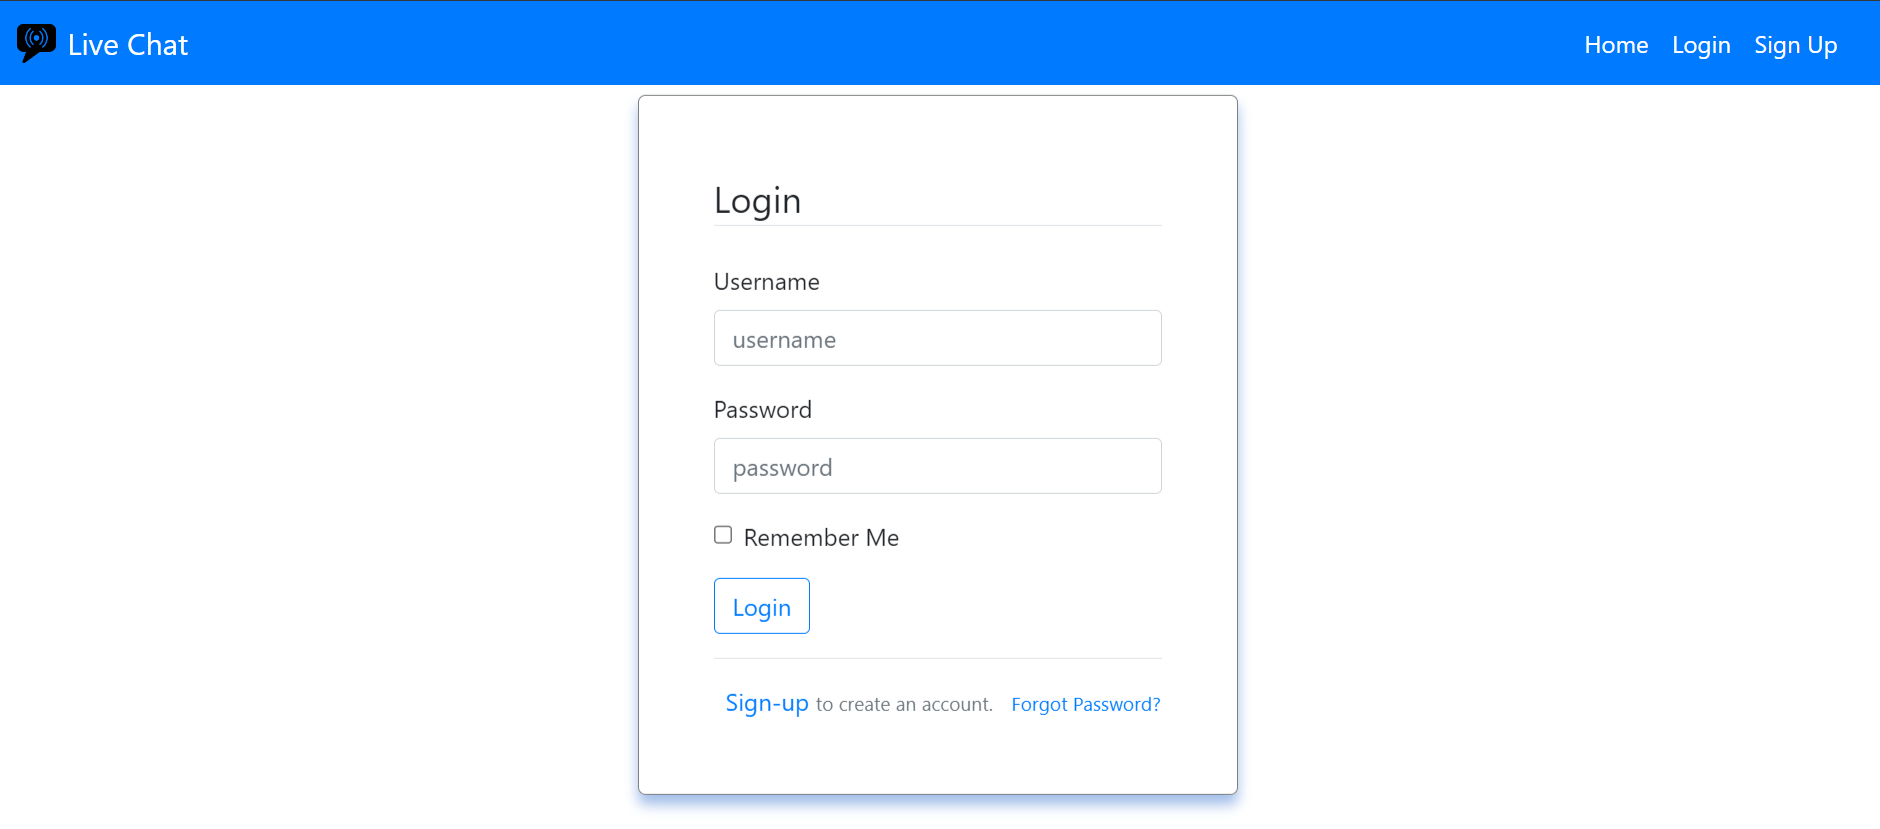 Live Chat Home Login Sign Up
Login
Username
username
Password
password
Remember Me
Login
Sign-up to create an account. Forgot Password?